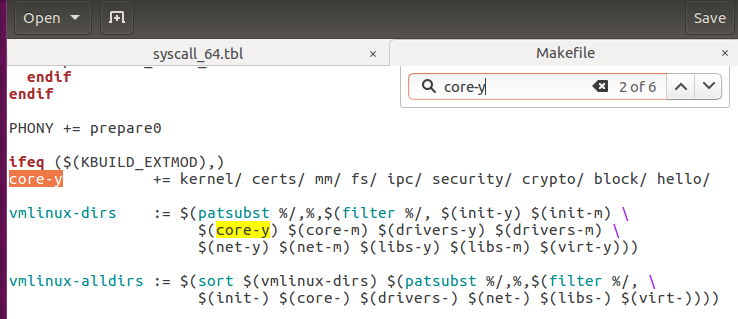 Open
Save
syscall_64.tbl ×
Makefile ×
core-y 2 of 6
endif
endif
PHONY += prepare0
ifeq ($(KBUILD_EXTMOD),)
core-y += kernel/ certs/ mm/ fs/ ipc/ security/ crypto/ block/ hello/
vmlinux-dirs := $(patsubst %/,%,$(filter %/, $(init-y) $(init-m) \
$(core-y) $(core-m) $(drivers-y) $(drivers-m) \
$(net-y) $(net-m) $(libs-y) $(libs-m) $(virt-y)))
vmlinux-alldirs := $(sort $(vmlinux-dirs) $(patsubst %/,%,$(filter %/, \
$(init-) $(core-) $(drivers-) $(net-) $(libs-) $(virt-))))